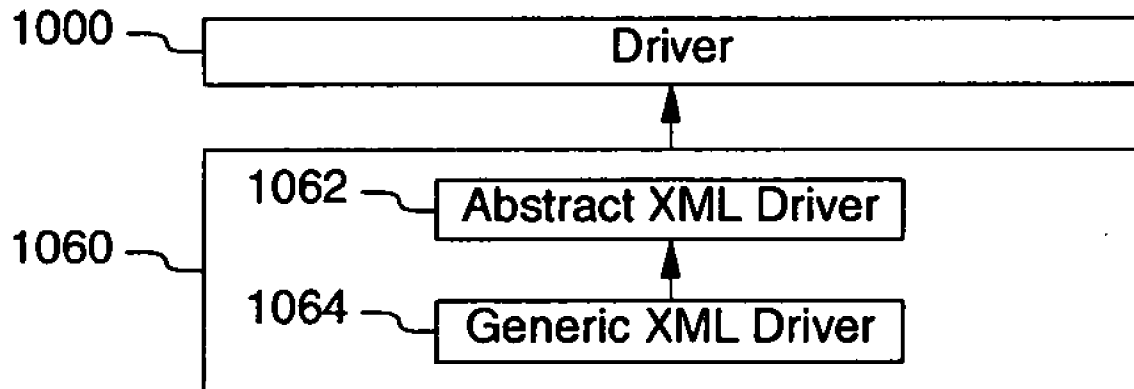 1000
Driver
1062
Abstract XML Driver
1060
1064
Generic XML Driver